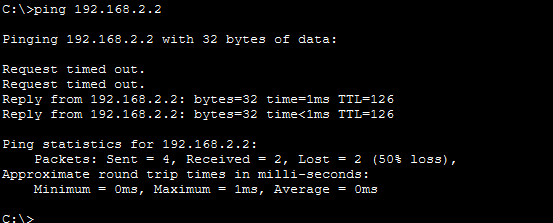 C:\>ping 192.168.2.2
Pinging 192.168.2.2 with 32 bytes of data:
Request timed out.
Request timed out.
Reply from 192.168.2.2: bytes=32 time=1ms TTL=126
Reply from 192.168.2.2: bytes=32 time<1ms TTL=126
Ping statistics for 192.168.2.2:
    Packets: Sent = 4, Received = 2, Lost = 2 (50% loss),
Approximate round trip times in milli-seconds:
    Minimum = 0ms, Maximum = 1ms, Average = 0ms
C:\>